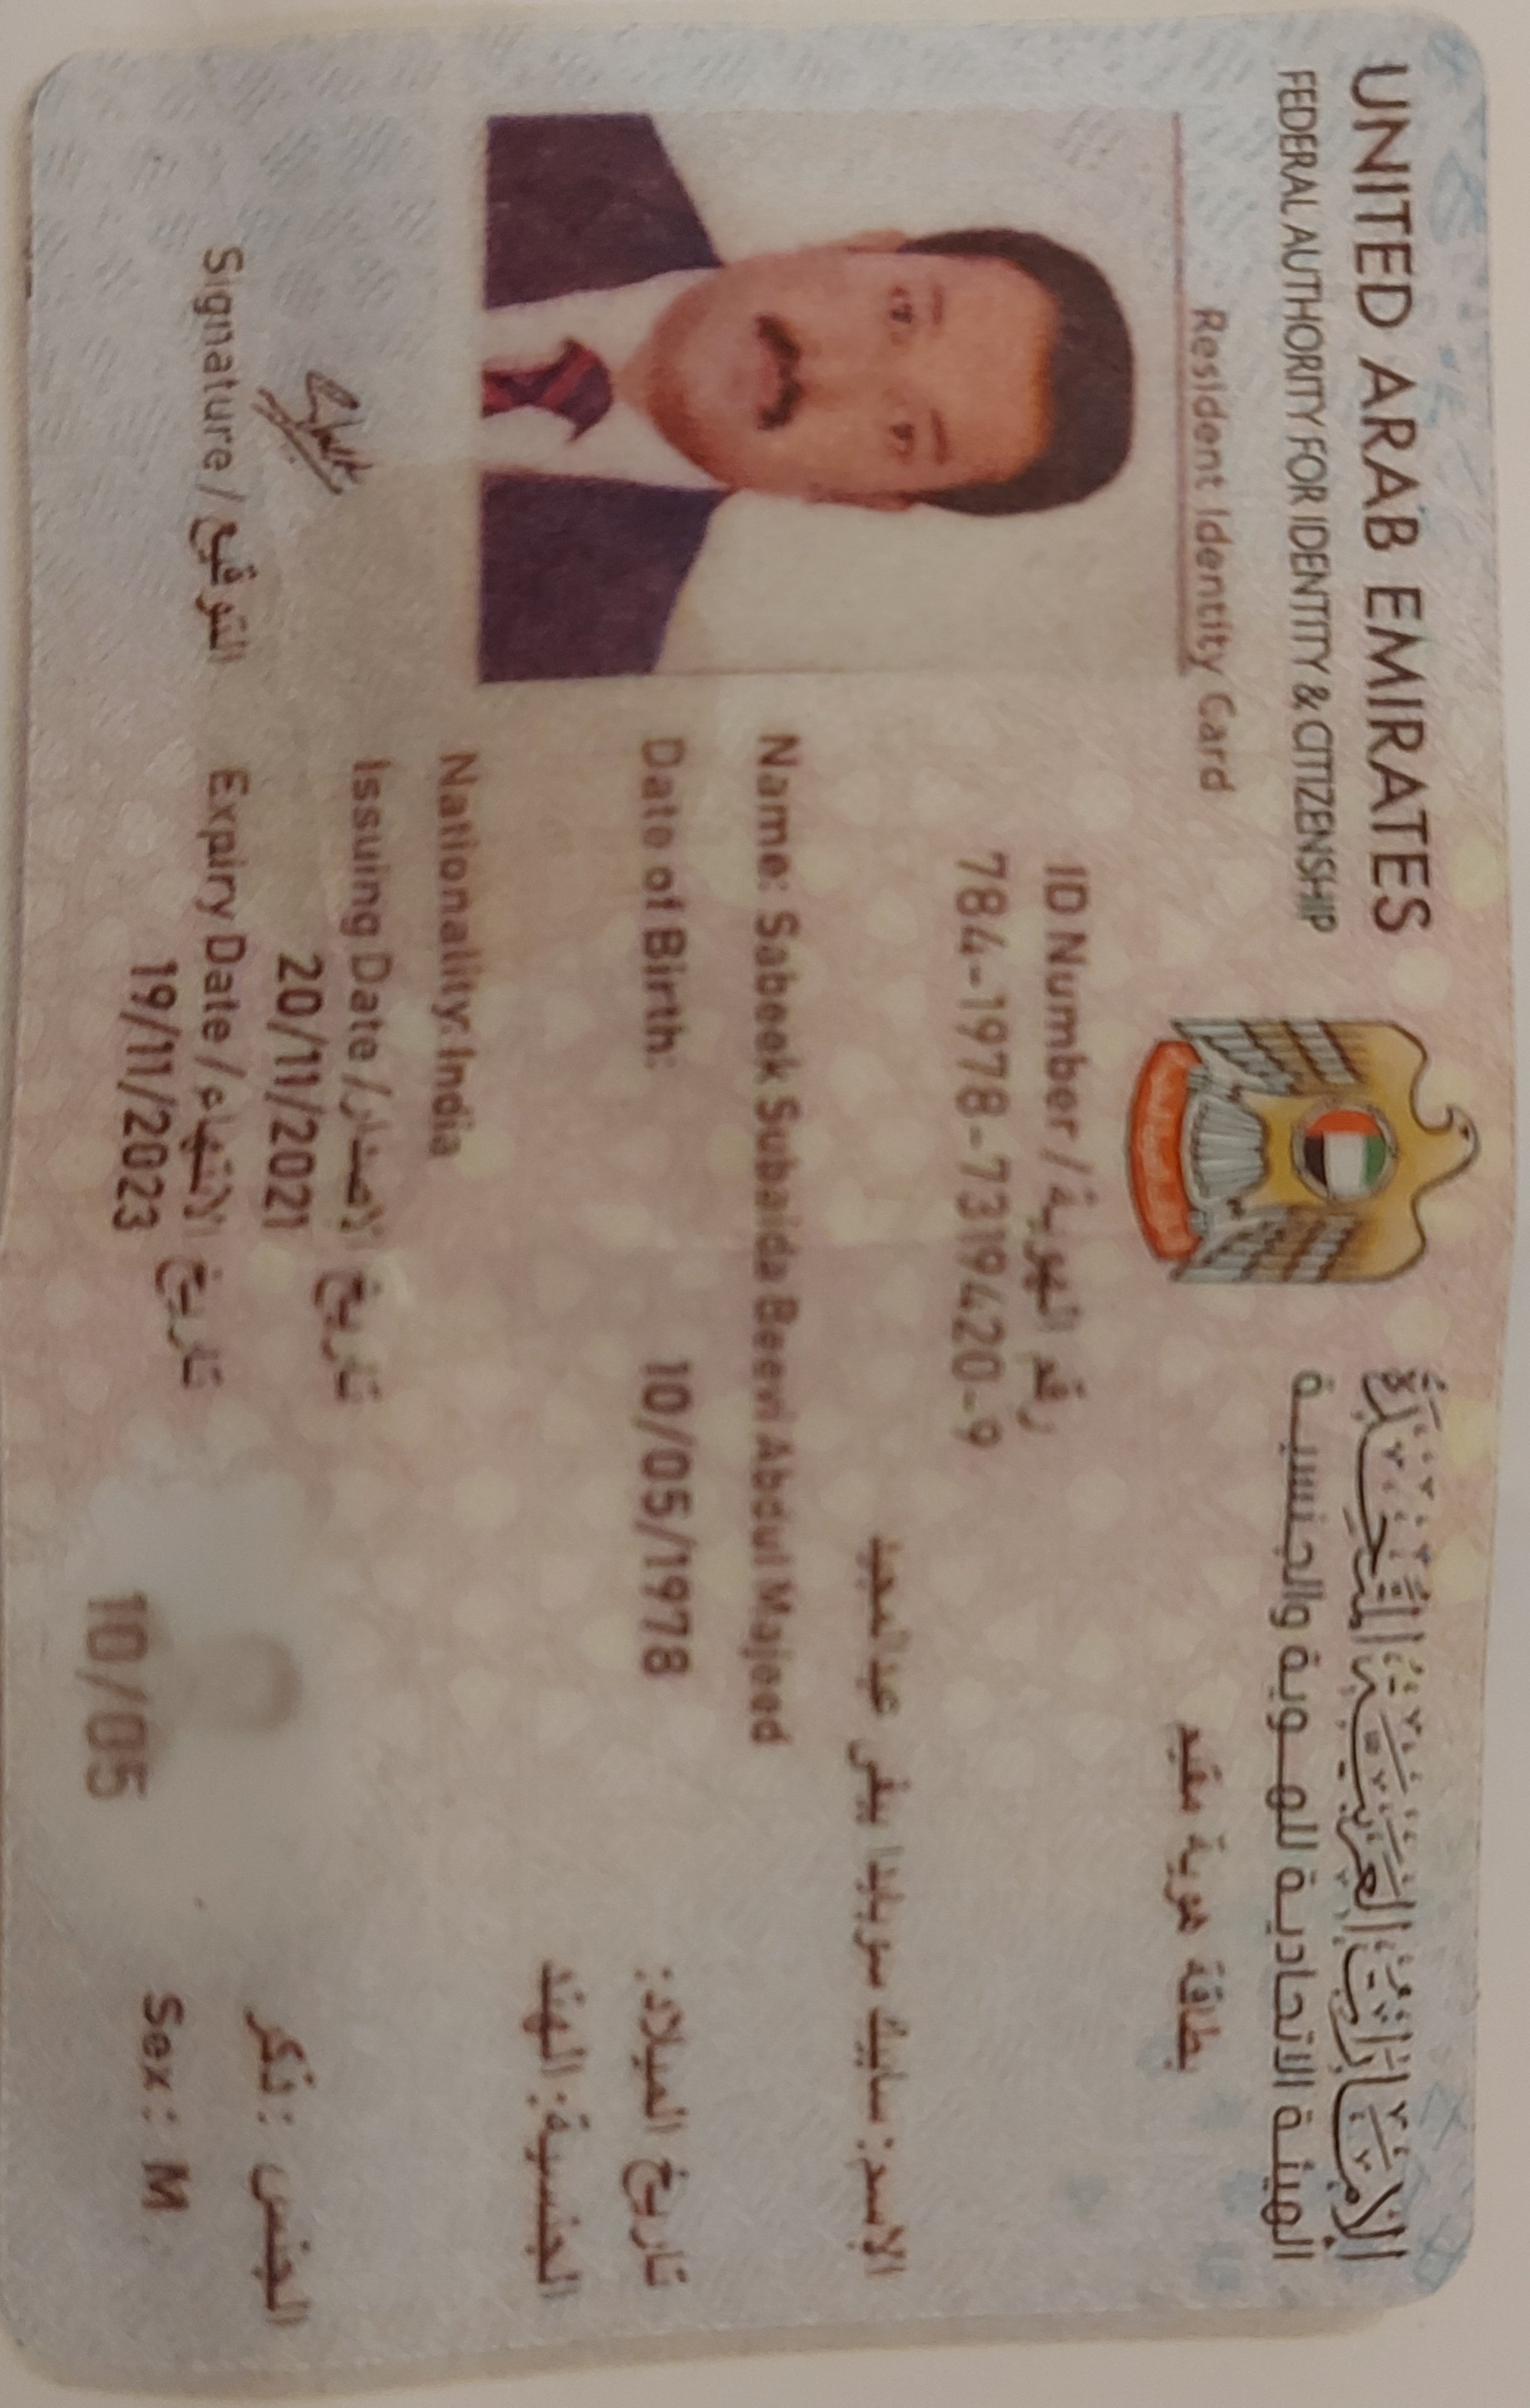 UNITED ARAB EMIRATES
الإمارات العربية المتحدة
FEDERAL AUTHORITY FOR IDENTITY & CITIZENSHIP
الهيئة الاتحادية للهوية والجنسية
Resident Identity Card
بطاقة هوية مقيم
ID Number / رقم الهوية
784-1978-7319420-9
الإسم: سابيك سوبايدا بيفى عبدالمجيد
Name: Sabeek Subaida Beevi Abdul Majeed
Date of Birth: 10/05/1978 تاريخ الميلاد:
الجنسية: الهند
Nationality: India
Issuing Date / تاريخ الاصدار
20/11/2021
الجنس : ذكر
Signature / التوقيع
Expiry Date / تاريخ الانتهاء
19/11/2023
Sex: M
10/05